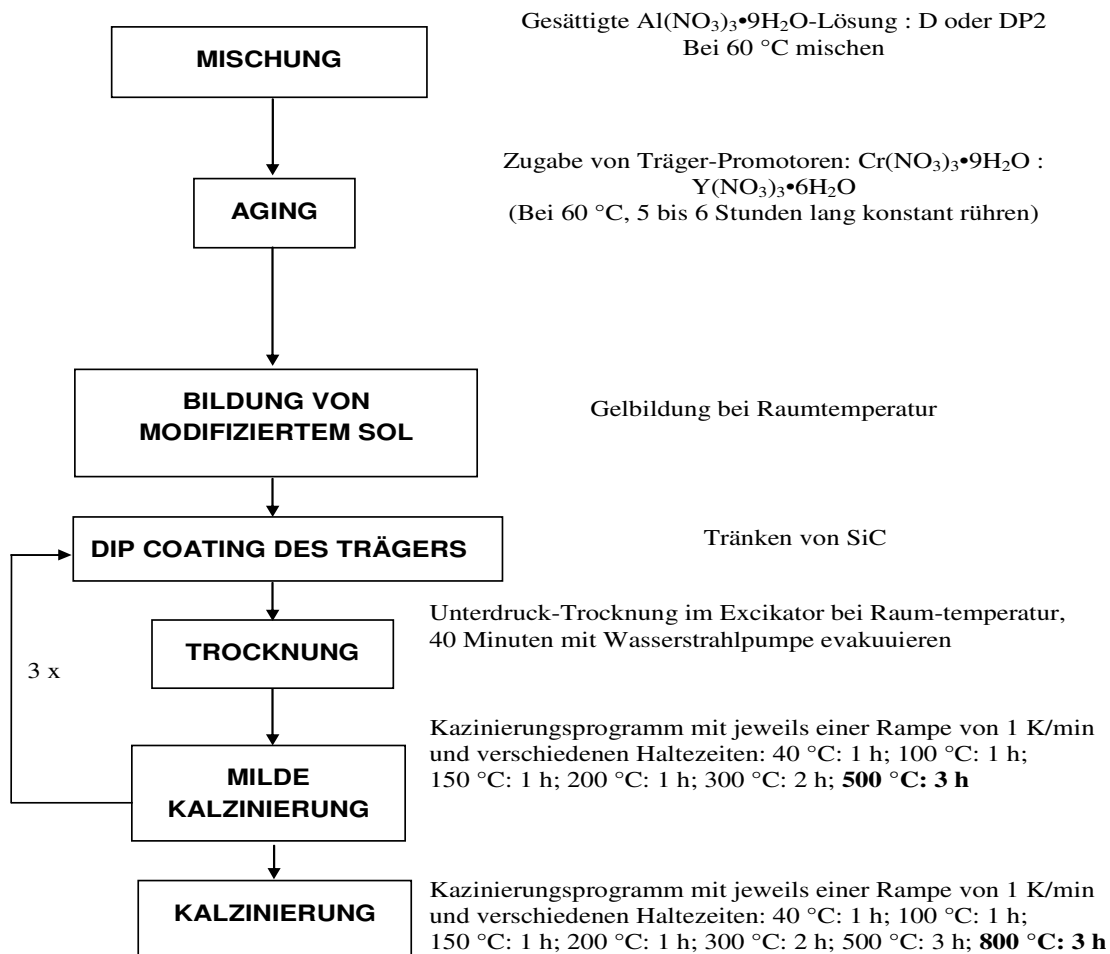 Gesättigte Al(NO₃)₃•9H₂O-Lösung : D oder DP2
Bei 60 °C mischen
MISCHUNG
Zugabe von Träger-Promotoren: Cr(NO₃)₃•9H₂O :
Y(NO₃)₃•6H₂O
(Bei 60 °C, 5 bis 6 Stunden lang konstant rühren)
AGING
BILDUNG VON
MODIFIZIERTEM SOL
Gelbildung bei Raumtemperatur
DIP COATING DES TRÄGERS
Tränken von SiC
Unterdruck-Trocknung im Excikator bei Raum-temperatur,
40 Minuten mit Wasserstrahlpumpe evakuuieren
TROCKNUNG
3 x
Kazinierungsprogramm mit jeweils einer Rampe von 1 K/min
und verschiedenen Haltezeiten: 40 °C: 1 h; 100 °C: 1 h;
150 °C: 1 h; 200 °C: 1 h; 300 °C: 2 h; 500 °C: 3 h
MILDE
KALZINIERUNG
KALZINIERUNG
Kazinierungsprogramm mit jeweils einer Rampe von 1 K/min
und verschiedenen Haltezeiten: 40 °C: 1 h; 100 °C: 1 h;
150 °C: 1 h; 200 °C: 1 h; 300 °C: 2 h; 500 °C: 3 h; 800 °C: 3 h